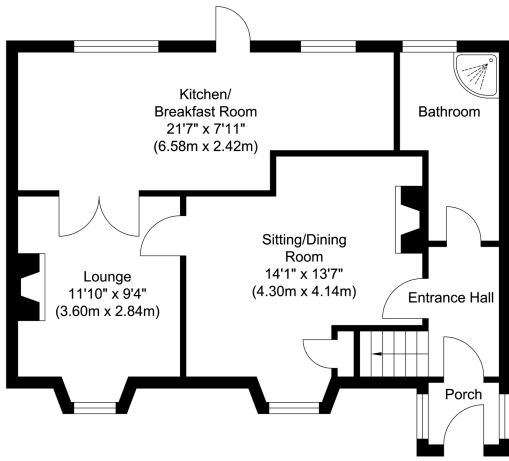 Kitchen/
Breakfast Room
21'7" x 7'11"
(6.58m x 2.42m)
Bathroom
Sitting/Dining
Room
14'1" x 13'7"
(4.30m x 4.14m)
Lounge
11'10" x 9'4"
(3.60m x 2.84m)
Entrance Hall
Porch